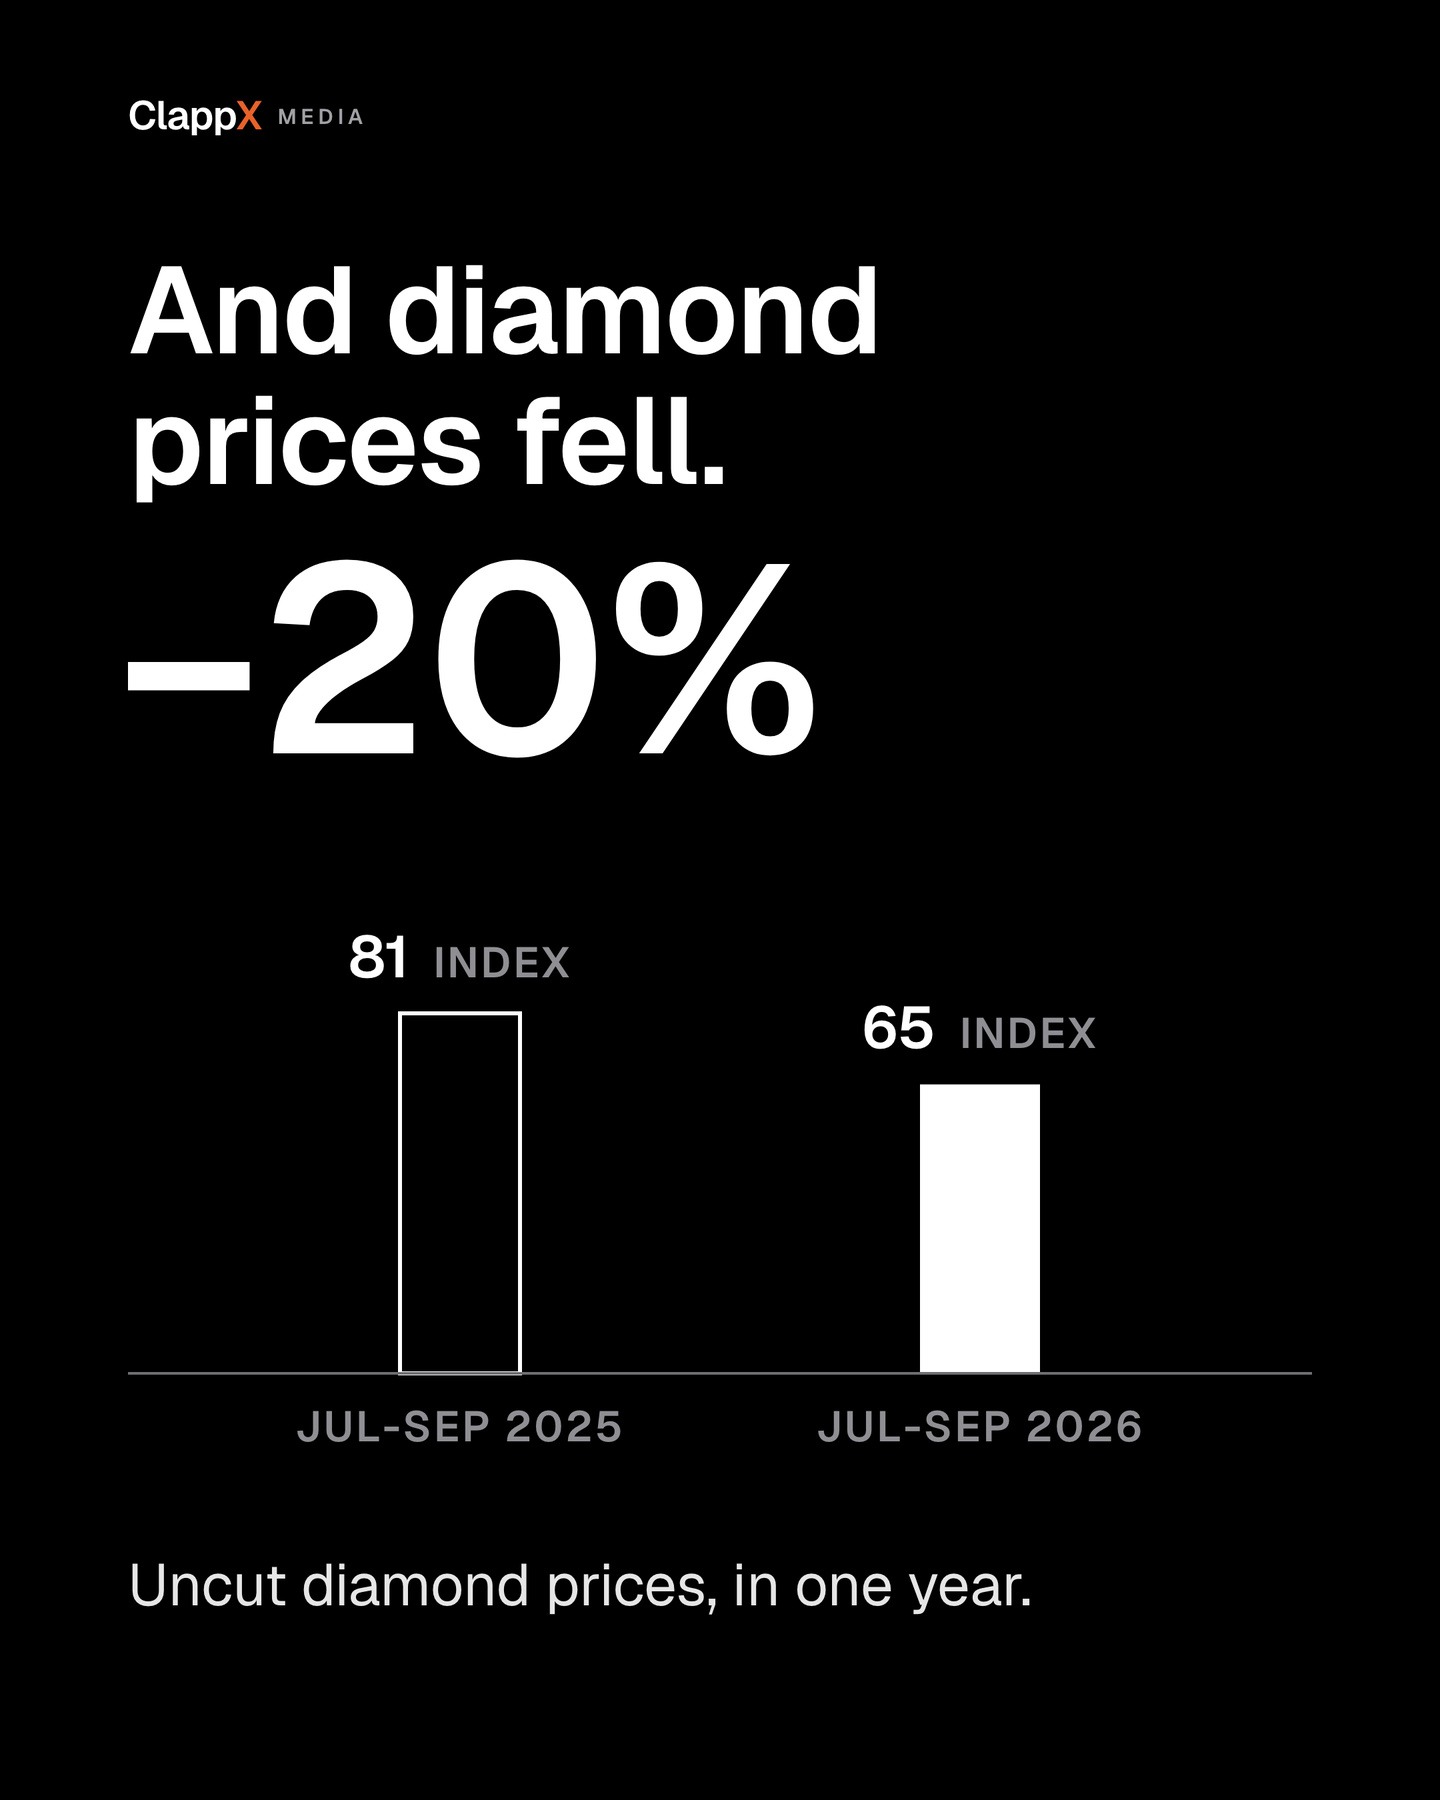 ClappX MEDIA
And diamond
prices fell.
–20%
81 INDEX
65 INDEX
JUL-SEP 2025
JUL-SEP 2026
Uncut diamond prices, in one year.